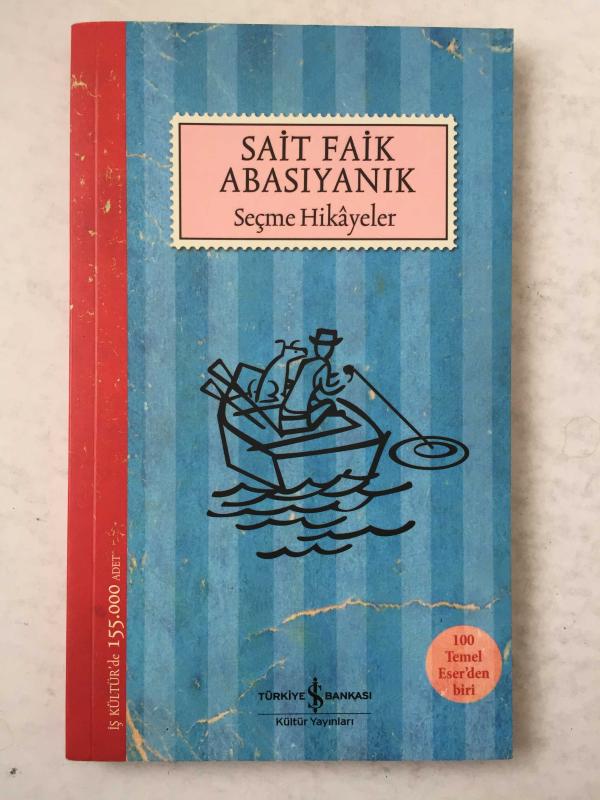 SAİT FAİK
ABASIYANIK
Seçme Hikâyeler
İŞ KÜLTÜR'de 155.000 ADET
100
Temel
Eser'den
biri
TÜRKİYE İŞ BANKASI
Kültür Yayınları